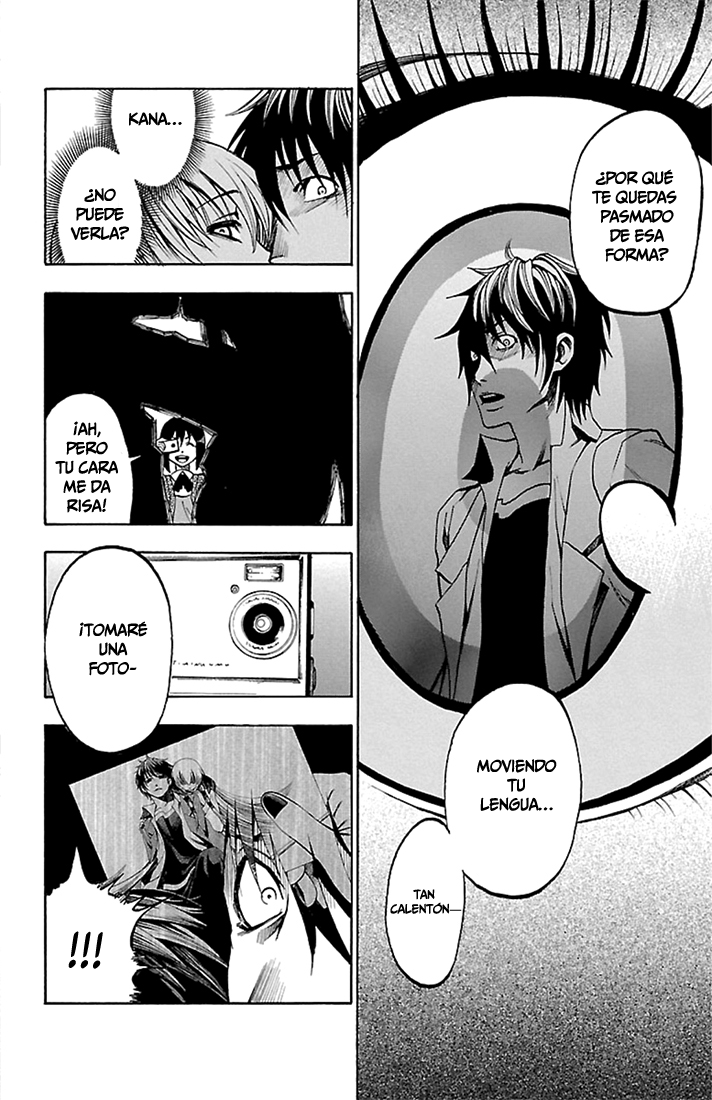 ¿POR QUÉ
TE QUEDAS
PASMADO
DE ESA
FORMA?
MOVIENDO
TU
LENGUA...
TAN
CALENTÓN—
KANA...
¿NO
PUEDE
VERLA?
¡AH,
PERO
TU CARA
ME DA
RISA!
¡TOMARÉ
UNA
FOTO-
!!!